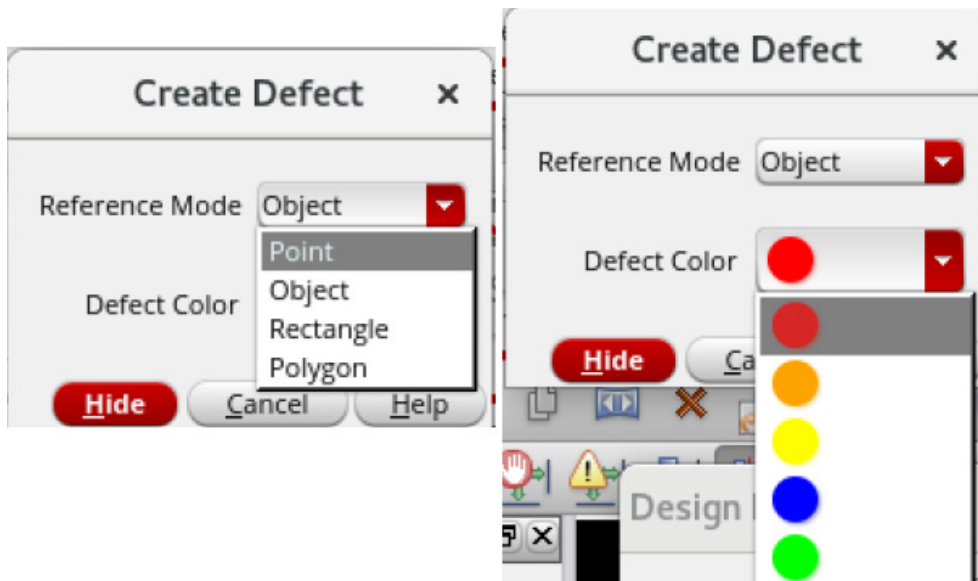 Create Defect
Reference Mode Object
Point
Object
Defect Color
Rectangle
Polygon
Hide Cancel Help
Create Defect
Reference Mode Object
Defect Color
Hide
Design